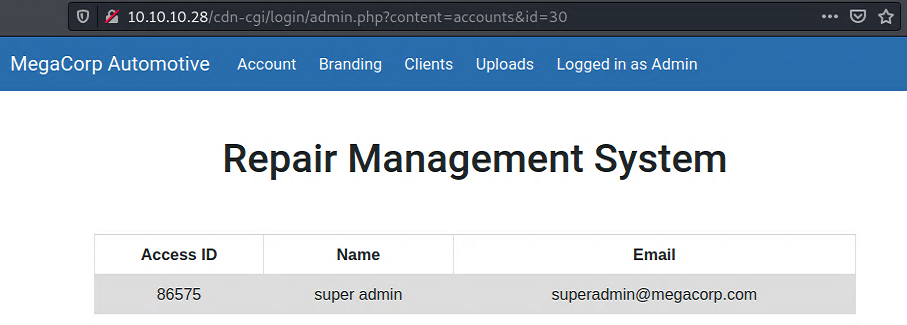 10.10.10.28/cdn-cgi/login/admin.php?content=accounts&id=30
MegaCorp Automotive Account Branding Clients Uploads Logged in as Admin
Repair Management System
Access ID Name Email
86575 super admin superadmin@megacorp.com